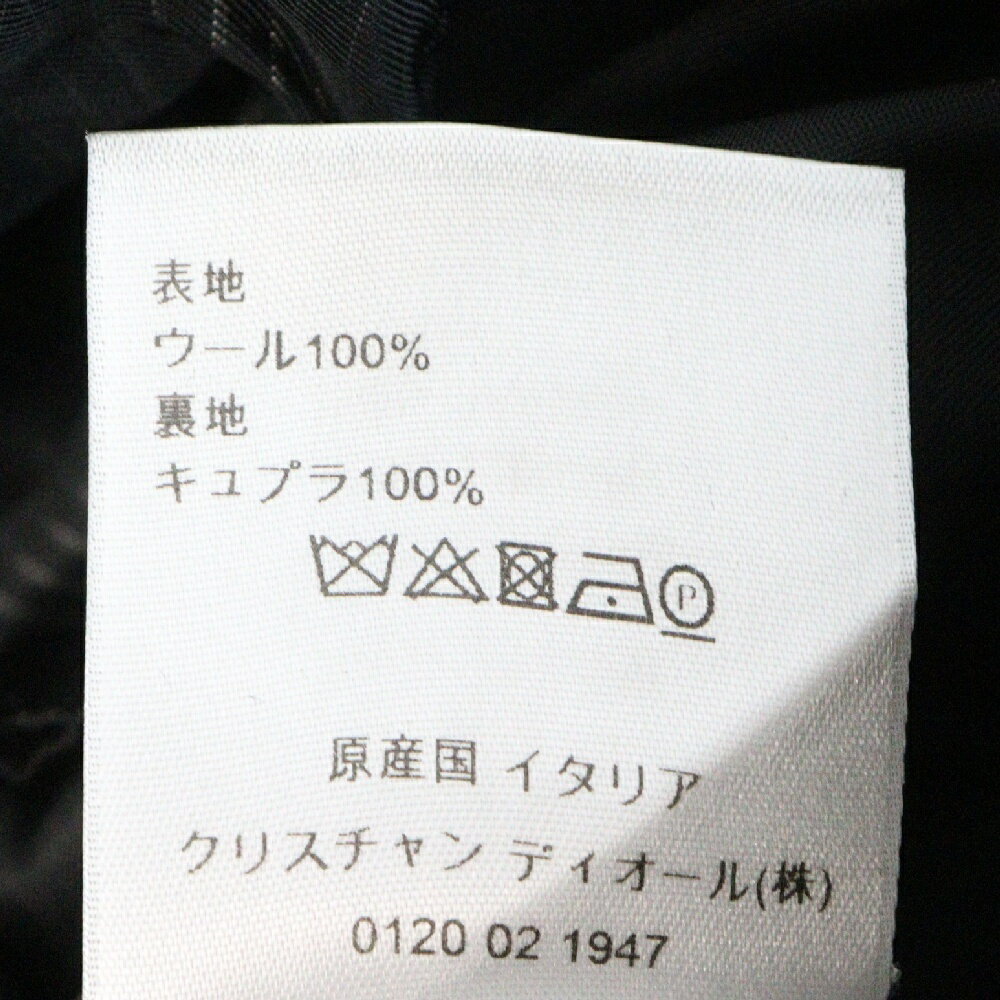 表地
ウール100%
裏地
キュプラ100%
P
原産国 イタリア
クリスチャン ディオール(株)
0120 02 1947